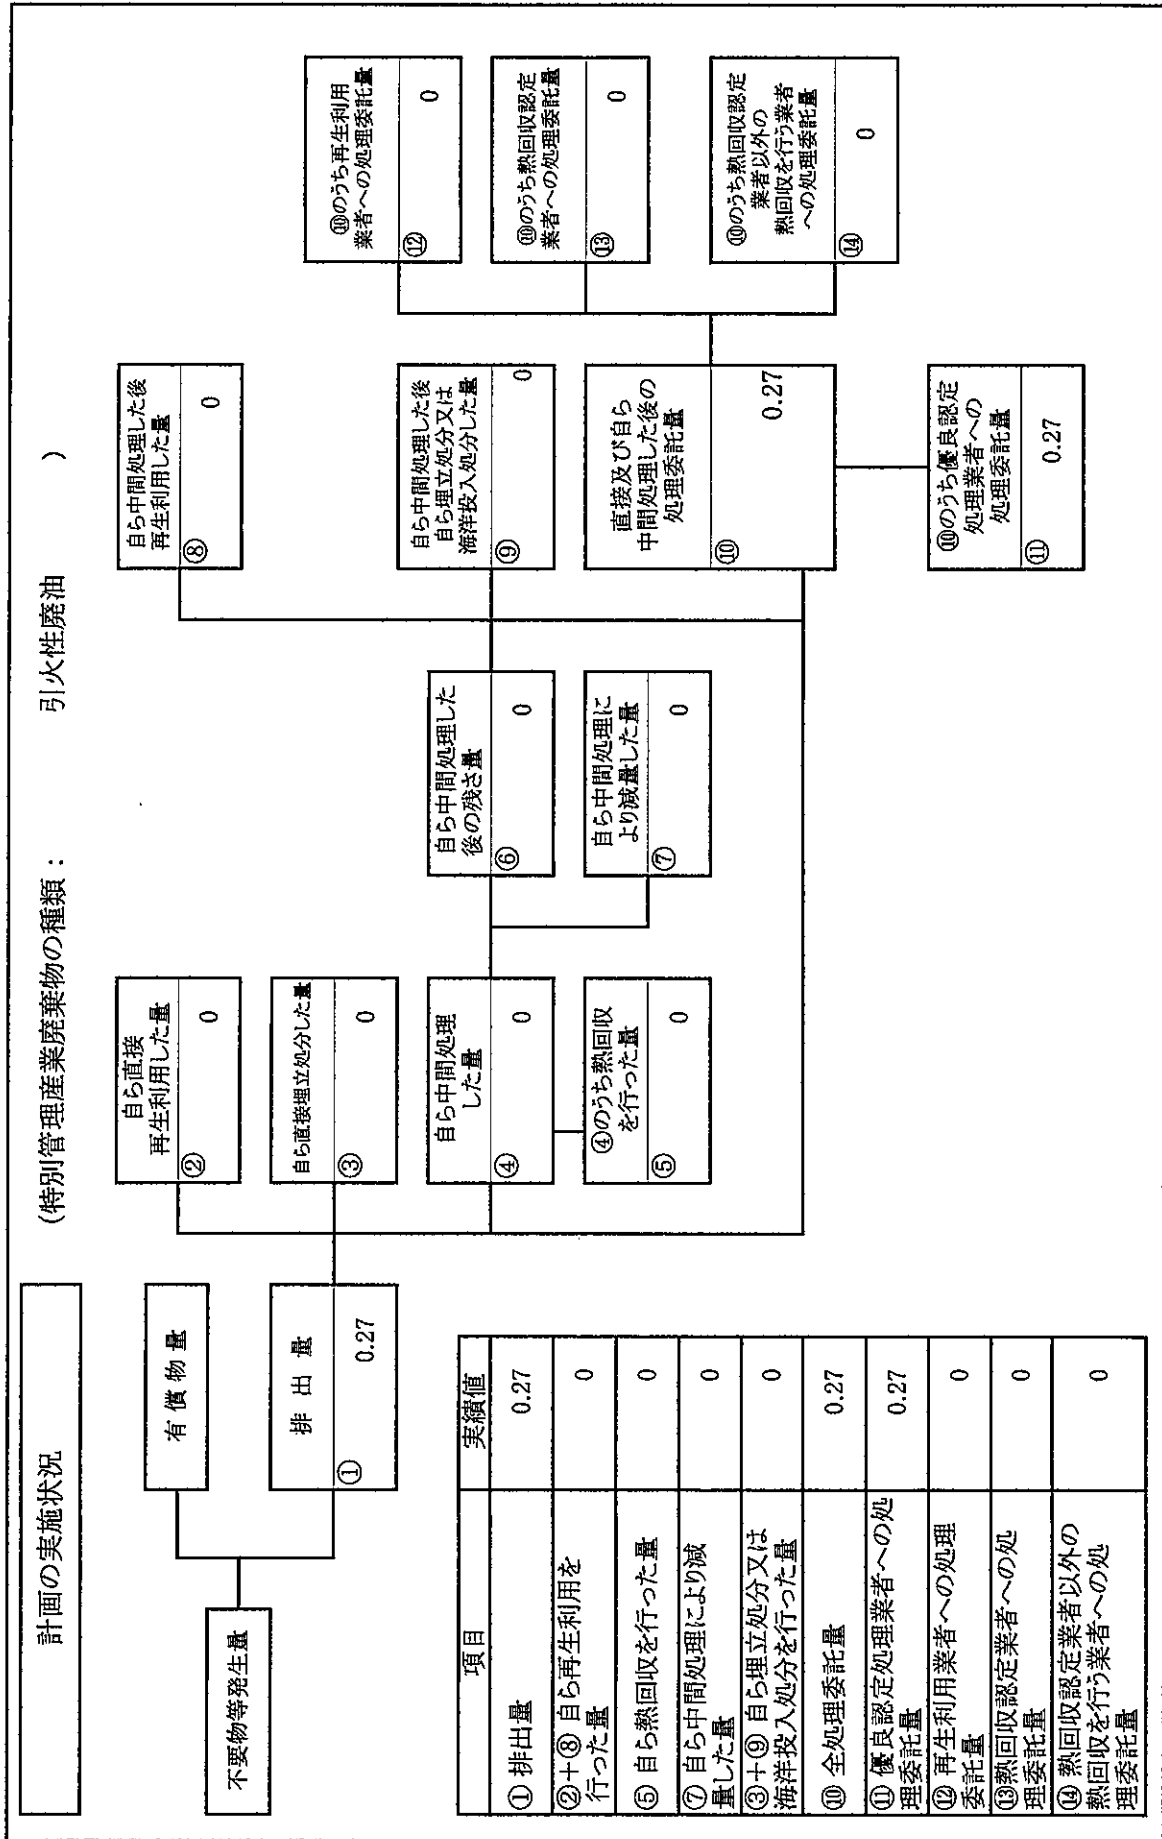 計画の実施状況
(特別管理産業廃棄物の種類： 引火性廃油 )
不要物等発生量
有償物量
排出量
① 0.27
自ら直接
再生利用した量
② 0
自ら直接埋立処分した量
③ 0
自ら中間処理
した量
④ 0
④のうち熱回収
を行った量
⑤ 0
自ら中間処理した
後の残さ量
⑥ 0
自ら中間処理に
より減量した量
⑦ 0
自ら中間処理した後
再生利用した量
⑧ 0
自ら中間処理した後
自ら埋立処分又は
海洋投入処分した量
⑨ 0
直接及び自ら
中間処理した後の
処理委託量
⑩ 0.27
⑩のうち優良認定
処理業者への
処理委託量
⑪ 0.27
⑩のうち再生利用
業者への処理委託量
⑫ 0
⑩のうち熱回収認定
業者への処理委託量
⑬ 0
⑩のうち熱回収認定
業者以外の
熱回収を行う業者
への処理委託量
⑭ 0
項目 実績値
① 排出量 0.27
②＋⑧ 自ら再生利用を
行った量 0
⑤ 自ら熱回収を行った量 0
⑦ 自ら中間処理により減
量した量 0
③＋⑨ 自ら埋立処分又は
海洋投入処分を行った量 0
⑩ 全処理委託量 0.27
⑪ 優良認定処理業者への処
理委託量 0.27
⑫ 再生利用業者への処理
委託量 0
⑬熱回収認定業者への処
理委託量 0
⑭ 熱回収認定業者以外の
熱回収を行う業者への処
理委託量 0